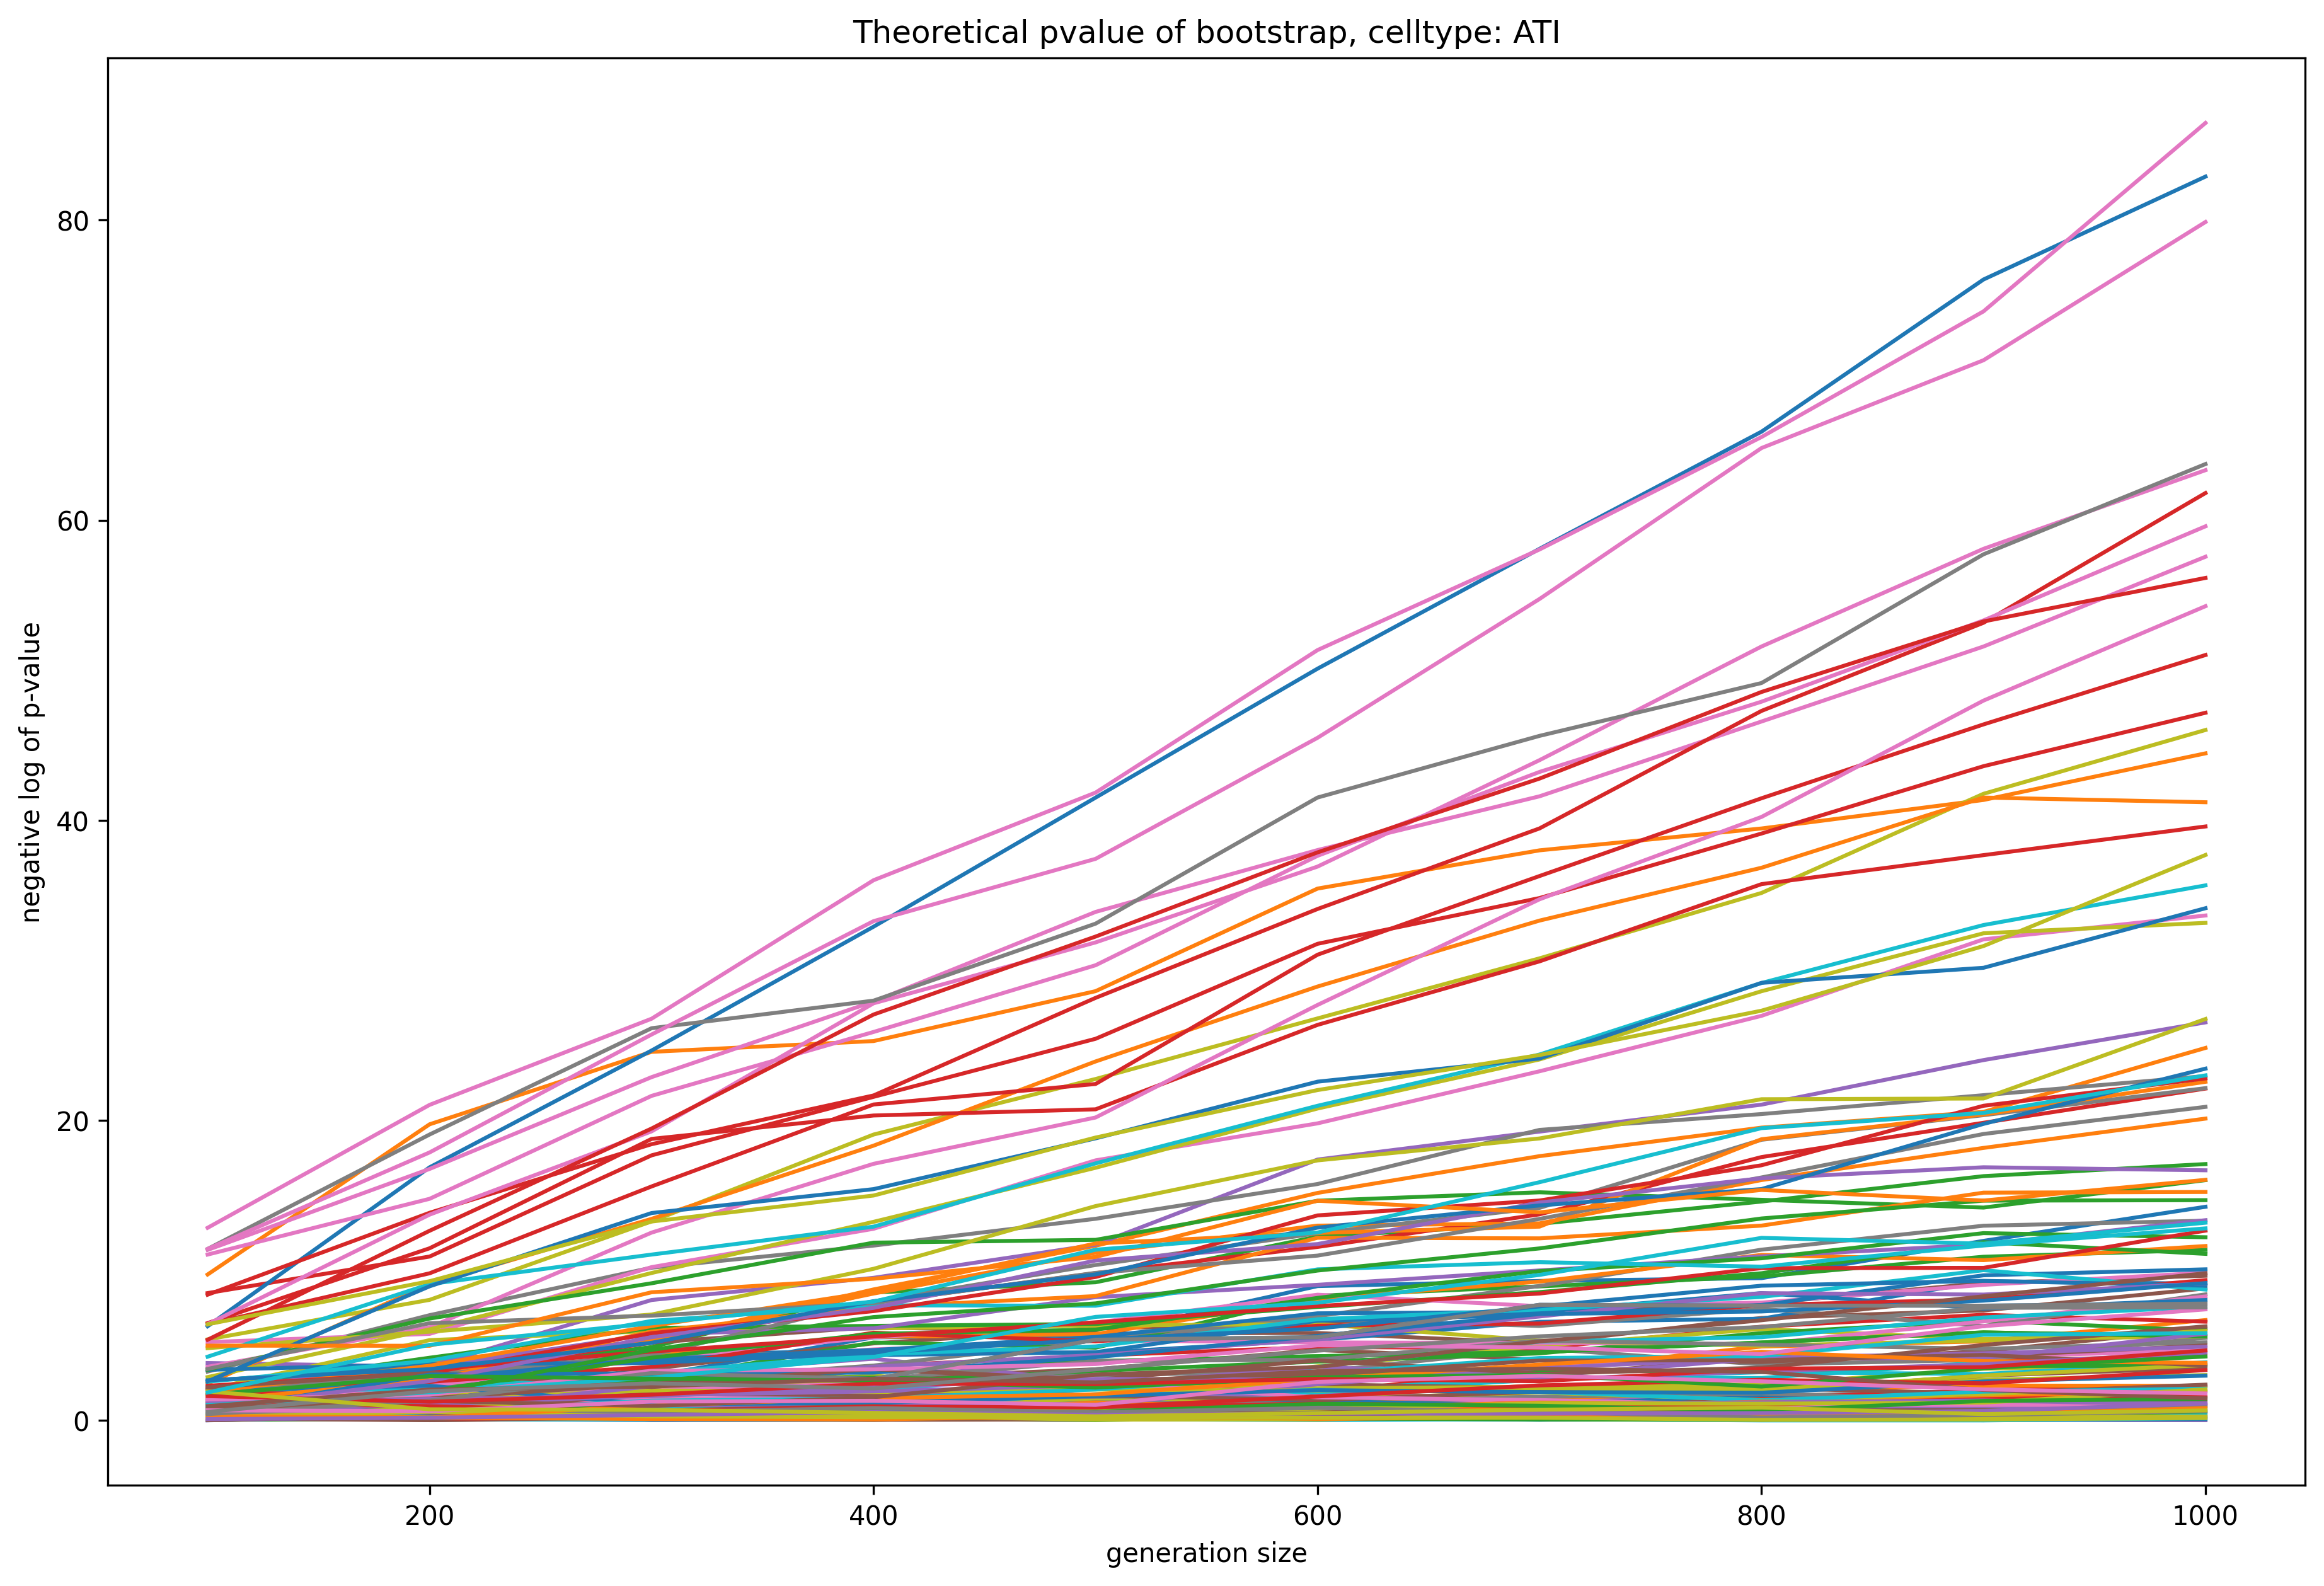 Theoretical pvalue of bootstrap, celltype: ATI
negative log of p-value
80
60
40
20
0
200 400 600 800 1000
generation size